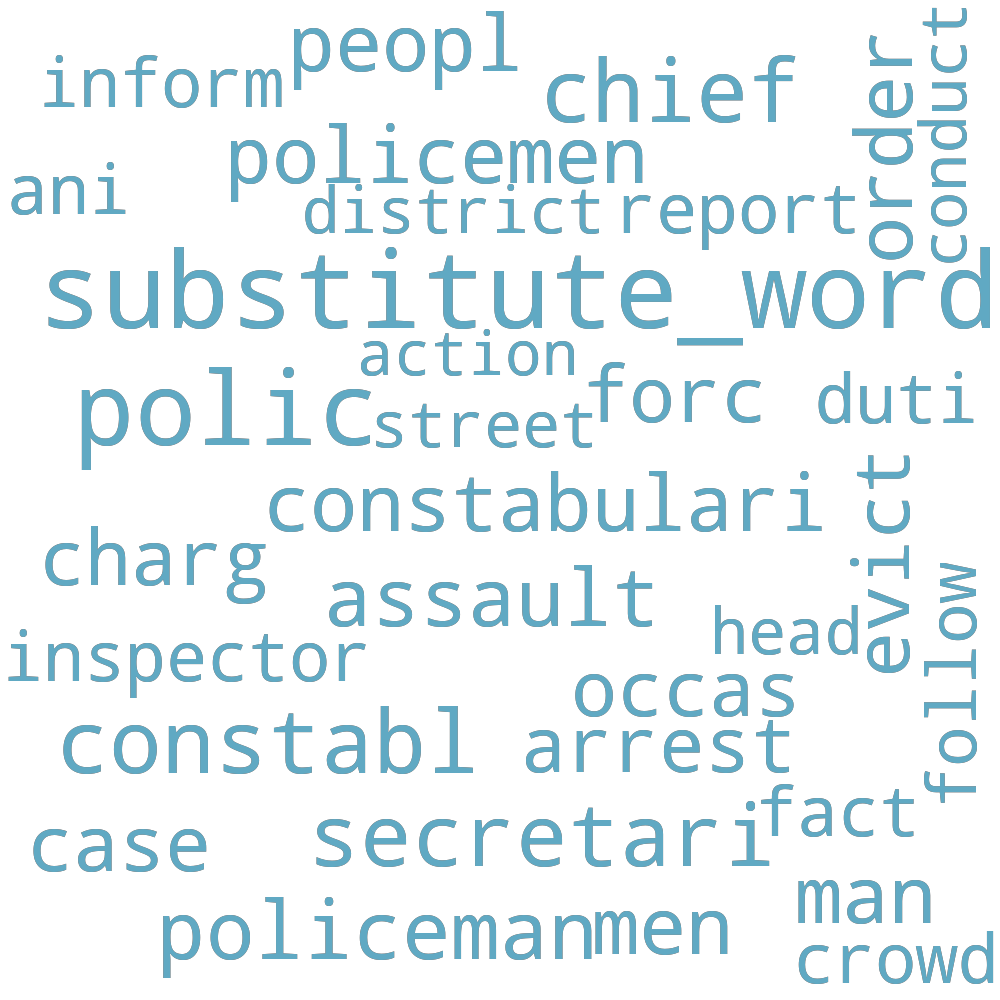 peopl
inform
chief
order
conduct
policemen
ani
district
report
substitute_word
action
polic
forc
duti
street
constabulari
evict
charg
assault
follow
head
inspector
occas
constabl
arrest
fact
case
secretari
man
policeman
men
crowd